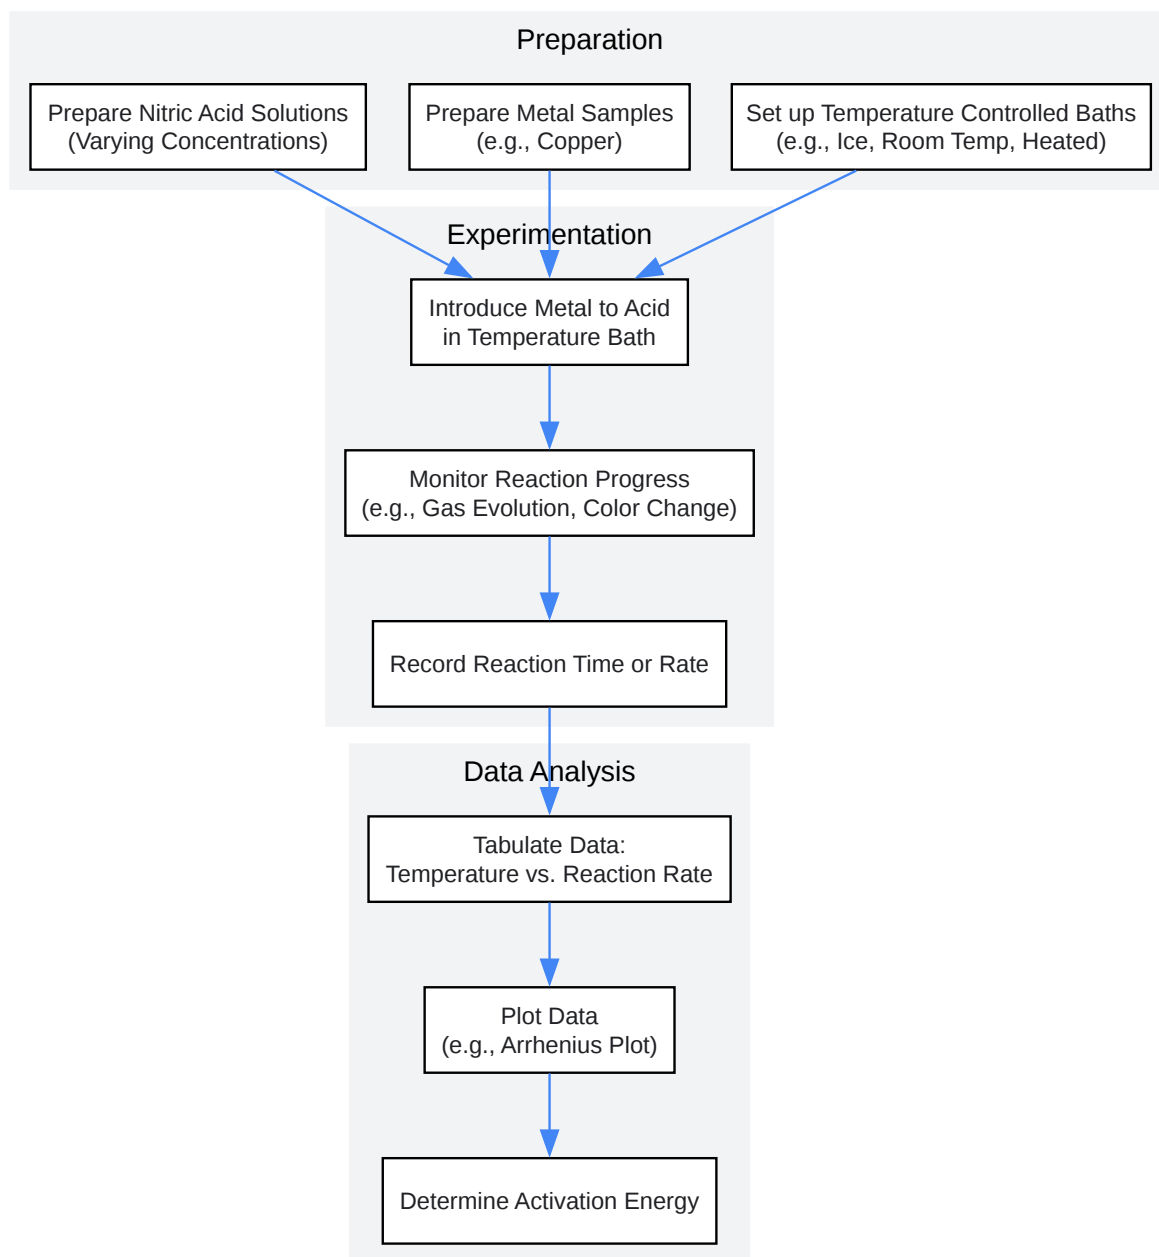 Preparation
Prepare Nitric Acid Solutions
(Varying Concentrations)
Prepare Metal Samples
(e.g., Copper)
Set up Temperature Controlled Baths
(e.g., Ice, Room Temp, Heated)
Experimentation
Introduce Metal to Acid
in Temperature Bath
Monitor Reaction Progress
(e.g., Gas Evolution, Color Change)
Record Reaction Time or Rate
Data Analysis
Tabulate Data:
Temperature vs. Reaction Rate
Plot Data
(e.g., Arrhenius Plot)
Determine Activation Energy